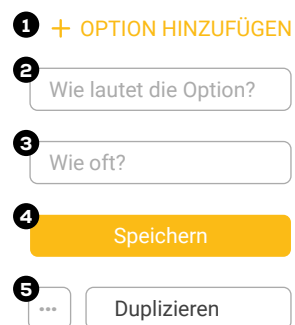 1 + OPTION HINZUFÜGEN
2
Wie lautet die Option?
3
Wie oft?
4
Speichern
5
... Duplizieren